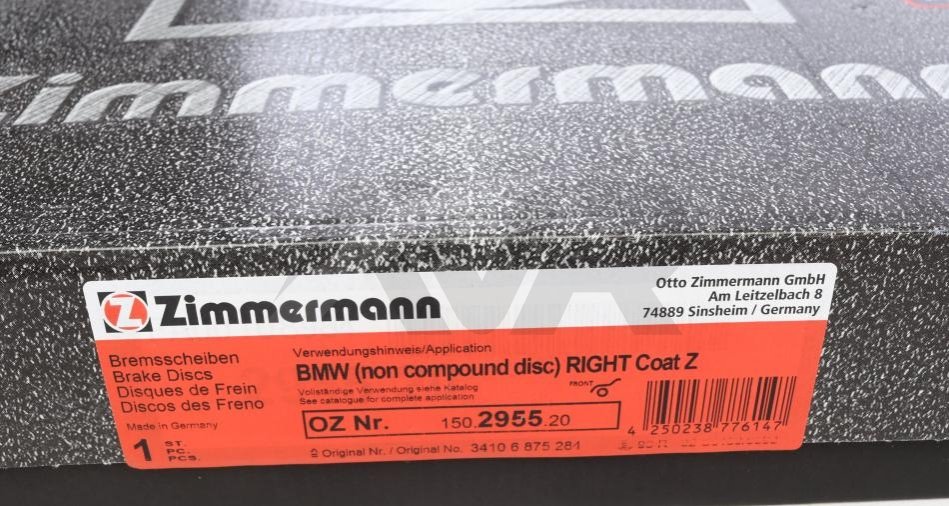 Zimmermann
Zimmermann
Otto Zimmermann GmbH
Am Leitzelbach 8
74889 Sinsheim / Germany
Bremsscheiben
Brake Discs
Disques de Frein
Discos des Freno
Made in Germany
1 ST.
PC.
PCS.
Verwendungshinweis/Application
BMW (non compound disc) RIGHT Coat Z
Vollständige Verwendung siehe Katalog
See catalogue for complete application
FRONT
OZ Nr. 150.2955.20
Original Nr. / Original No. 3410 6 875 281
4 250238 776147